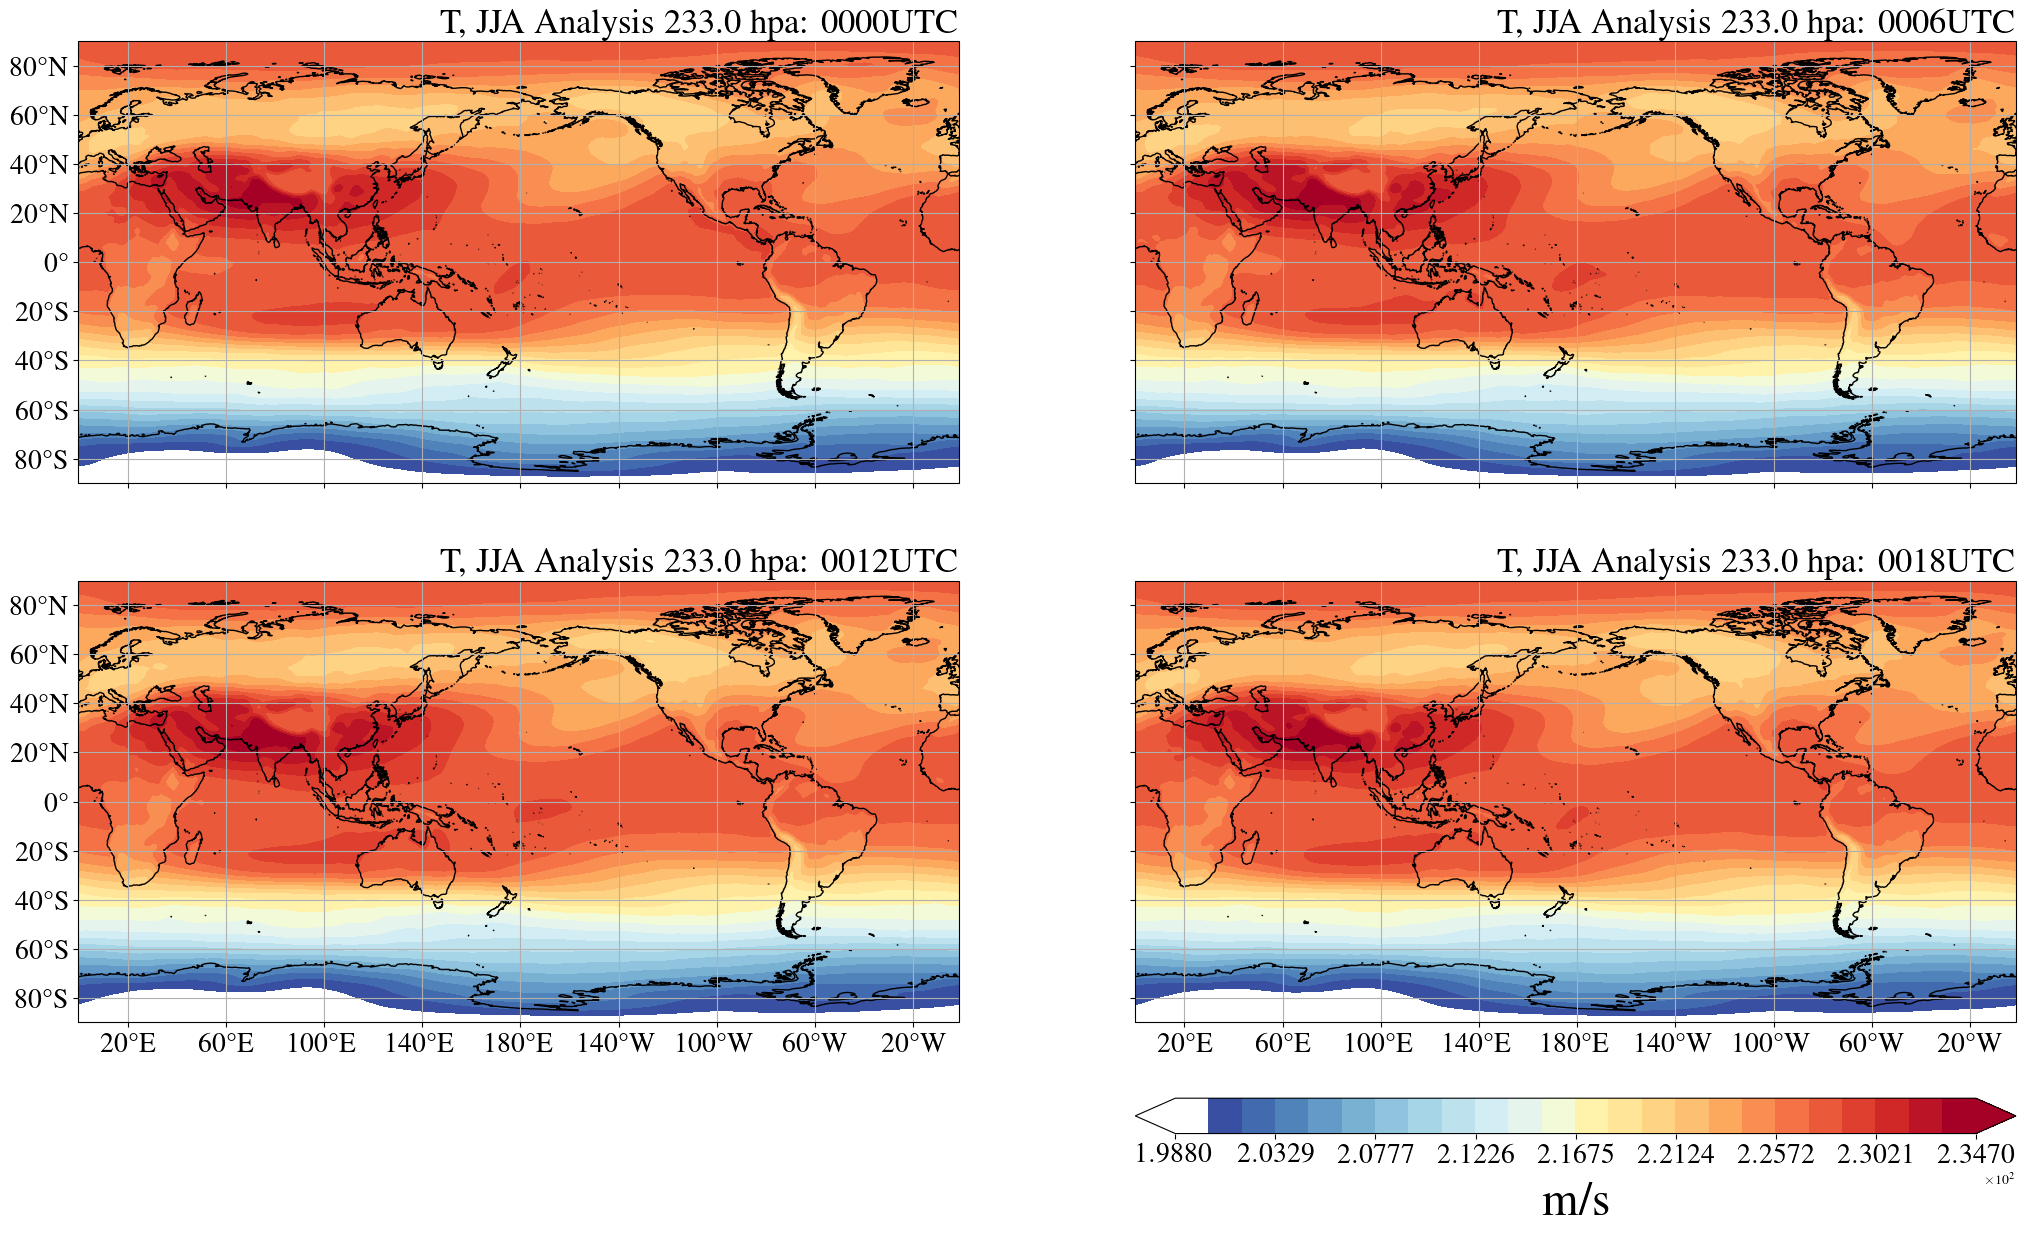 T, JJA Analysis 233.0 hpa: 0000UTC
T, JJA Analysis 233.0 hpa: 0006UTC
80°N
60°N
40°N
20°N
0°
20°S
40°S
60°S
80°S
T, JJA Analysis 233.0 hpa: 0012UTC
T, JJA Analysis 233.0 hpa: 0018UTC
80°N
60°N
40°N
20°N
0°
20°S
40°S
60°S
80°S
20°E 60°E 100°E 140°E 180°E 140°W 100°W 60°W 20°W
20°E 60°E 100°E 140°E 180°E 140°W 100°W 60°W 20°W
1.9880 2.0329 2.0777 2.1226 2.1675 2.2124 2.2572 2.3021 2.3470
×10²
m/s